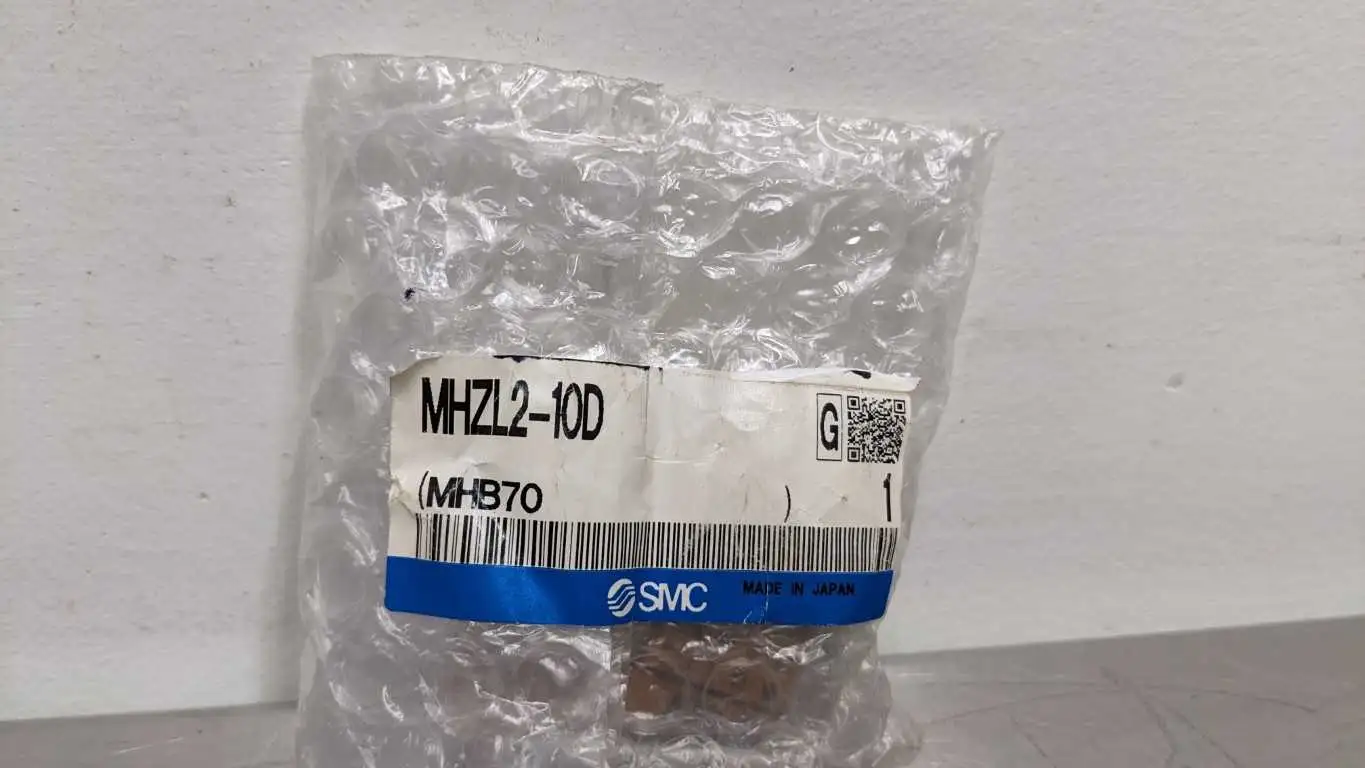 MHZL2-10D
G
(MHB70 ) 1
SMC MADE IN JAPAN